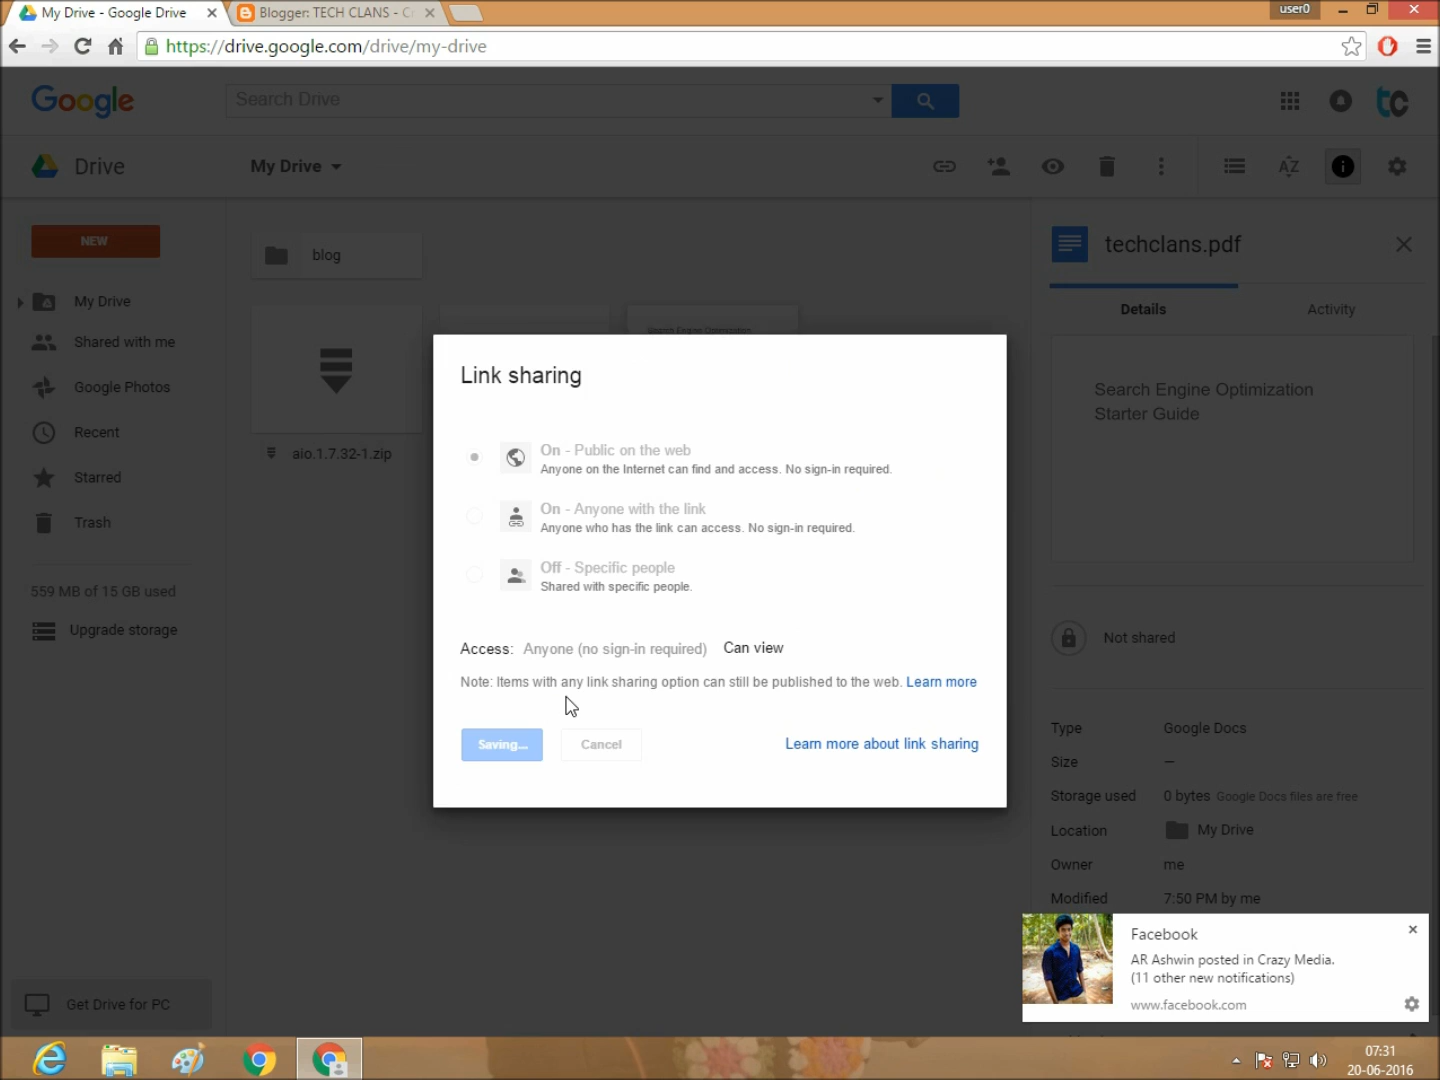 My Drive - Google Drive
Blogger: TECH CLANS - Cr
user0
https://drive.google.com/drive/my-drive
Google
Search Drive
tc
Drive
My Drive
AZ
NEW
blog
techclans.pdf
My Drive
Details
Activity
Search Engine Optimization
Shared with me
Link sharing
Google Photos
Search Engine Optimization
Starter Guide
Recent
aio.1.7.32-1.zip
On - Public on the web
Anyone on the Internet can find and access. No sign-in required.
Starred
On - Anyone with the link
Anyone who has the link can access. No sign-in required.
Trash
Off - Specific people
Shared with specific people.
559 MB of 15 GB used
Upgrade storage
Not shared
Access: Anyone (no sign-in required) Can view
Note: Items with any link sharing option can still be published to the web. Learn more
Saving...
Cancel
Learn more about link sharing
Type Google Docs
Size —
Storage used 0 bytes Google Docs files are free
Location My Drive
Owner me
Modified 7:50 PM by me
Facebook
AR Ashwin posted in Crazy Media.
(11 other new notifications)
www.facebook.com
Get Drive for PC
07:31
20-06-2016